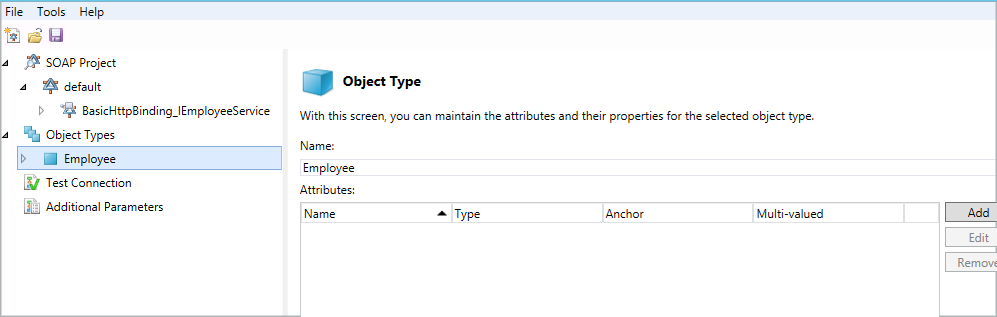 File Tools Help
SOAP Project
default
BasicHttpBinding_IEmployeeService
Object Types
Employee
Test Connection
Additional Parameters
Object Type
With this screen, you can maintain the attributes and their properties for the selected object type.
Name:
Employee
Attributes:
Name Type Anchor Multi-valued
Add
Edit
Remove